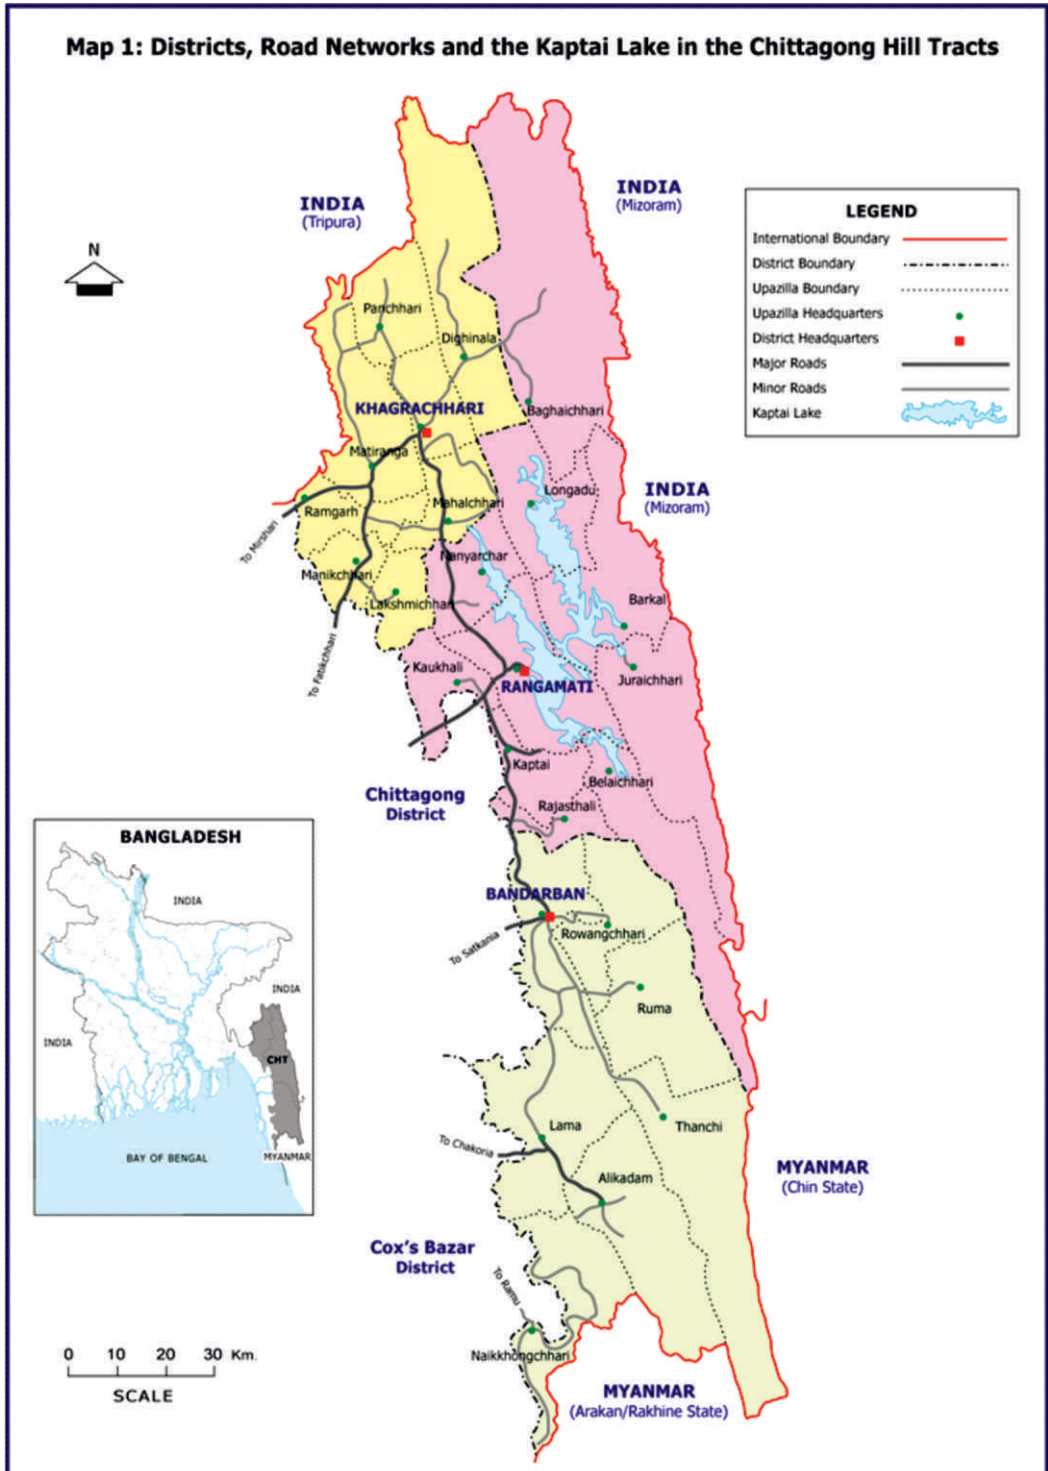 Map 1: Districts, Road Networks and the Kaptai Lake in the Chittagong Hill Tracts
INDIA
(Tripura)
INDIA
(Mizoram)
N
LEGEND
International Boundary
District Boundary
Upazilla Boundary
Upazilla Headquarters
District Headquarters
Major Roads
Minor Roads
Kaptai Lake
Panchhari
Dighinala
KHAGRACHHARI
Baghaichhari
Matiranga
Longadu
INDIA
(Mizoram)
Ramgarh
Mahalchhari
To Mirshari
Nanyarchar
Manikchhari
Lakshmichhari
Barkal
To Fatikchhari
Kaukhali
RANGAMATI
Juraichhari
Kaptai
Belaichhari
Chittagong
District
Rajasthali
BANDARBAN
To Satkania
Rowangchhari
Ruma
Lama
Thanchi
To Chakoria
Alikadam
MYANMAR
(Chin State)
Cox's Bazar
District
To Ramu
Naikkhongchhari
MYANMAR
(Arakan/Rakhine State)
BANGLADESH
INDIA
INDIA
INDIA
CHT
BAY OF BENGAL
MYANMAR
0 10 20 30 Km.
SCALE